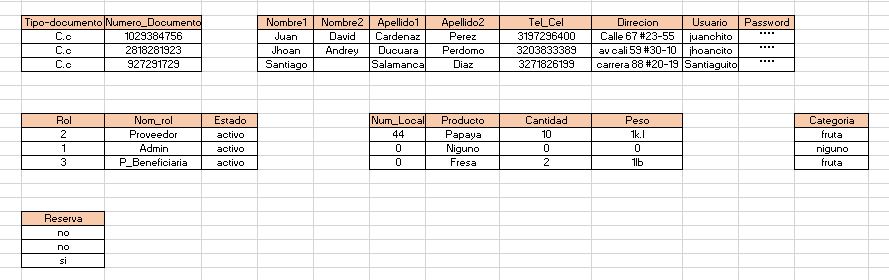 Tipo-documento Numero_Documento Nombre1 Nombre2 Apellido1 Apellido2 Tel_Cel Dirrecion Usuario Password
C.c 1029384756 Juan David Cardenaz Perez 3197296400 Calle 67 #23-55 juanchito ****
C.c 2818281923 Jhoan Andrey Ducuara Perdomo 3203833389 av cali 59 #30-10 jhoancito ****
C.c 927291729 Santiago Salamanca Diaz 3271826199 carrera 88 #20-19 Santiaguito ****
Rol Nom_rol Estado Num_Local Producto Cantidad Peso Categoria
2 Proveedor activo 44 Papaya 10 1k.l fruta
1 Admin activo 0 Niguno 0 0 niguno
3 P_Beneficiaria activo 0 Fresa 2 1lb fruta
Reserva
no
no
si